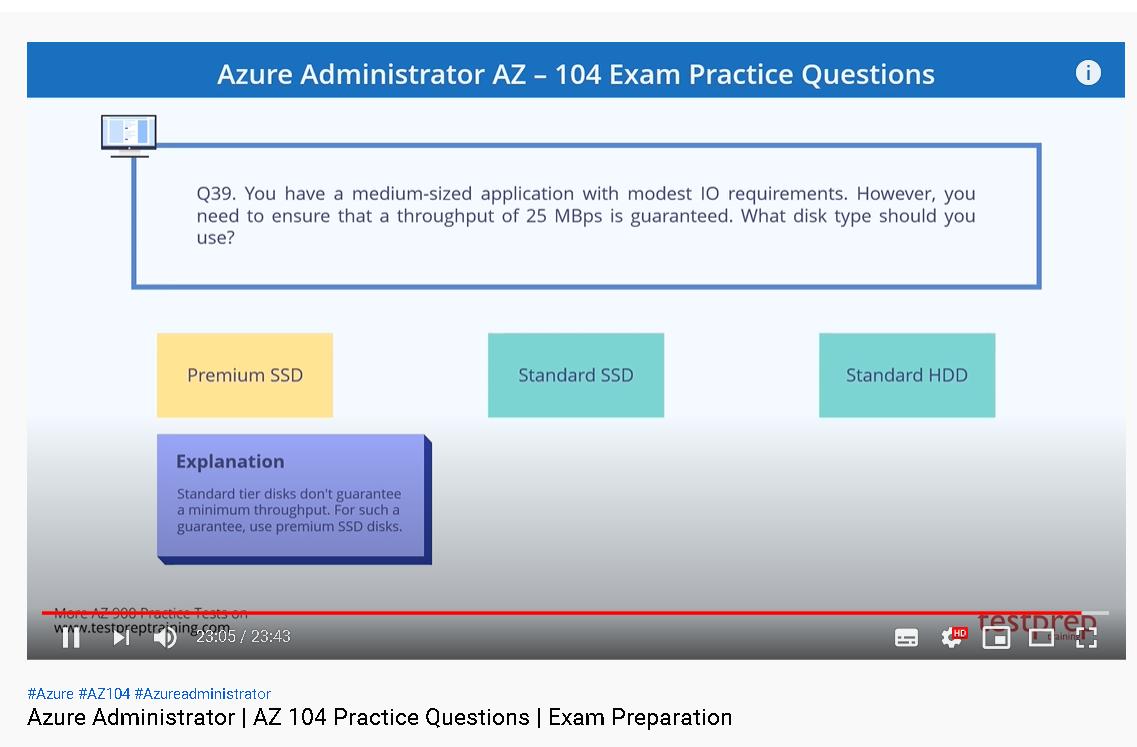 Azure Administrator AZ – 104 Exam Practice Questions
Q39. You have a medium-sized application with modest IO requirements. However, you
need to ensure that a throughput of 25 MBps is guaranteed. What disk type should you
use?
Premium SSD
Standard SSD
Standard HDD
Explanation
Standard tier disks don't guarantee
a minimum throughput. For such a
guarantee, use premium SSD disks.
More AZ 900 Practice Tests on
www.testpreptraining.com
testprep
training
23:05 / 23:43
HD
#Azure #AZ104 #Azureadministrator
Azure Administrator | AZ 104 Practice Questions | Exam Preparation